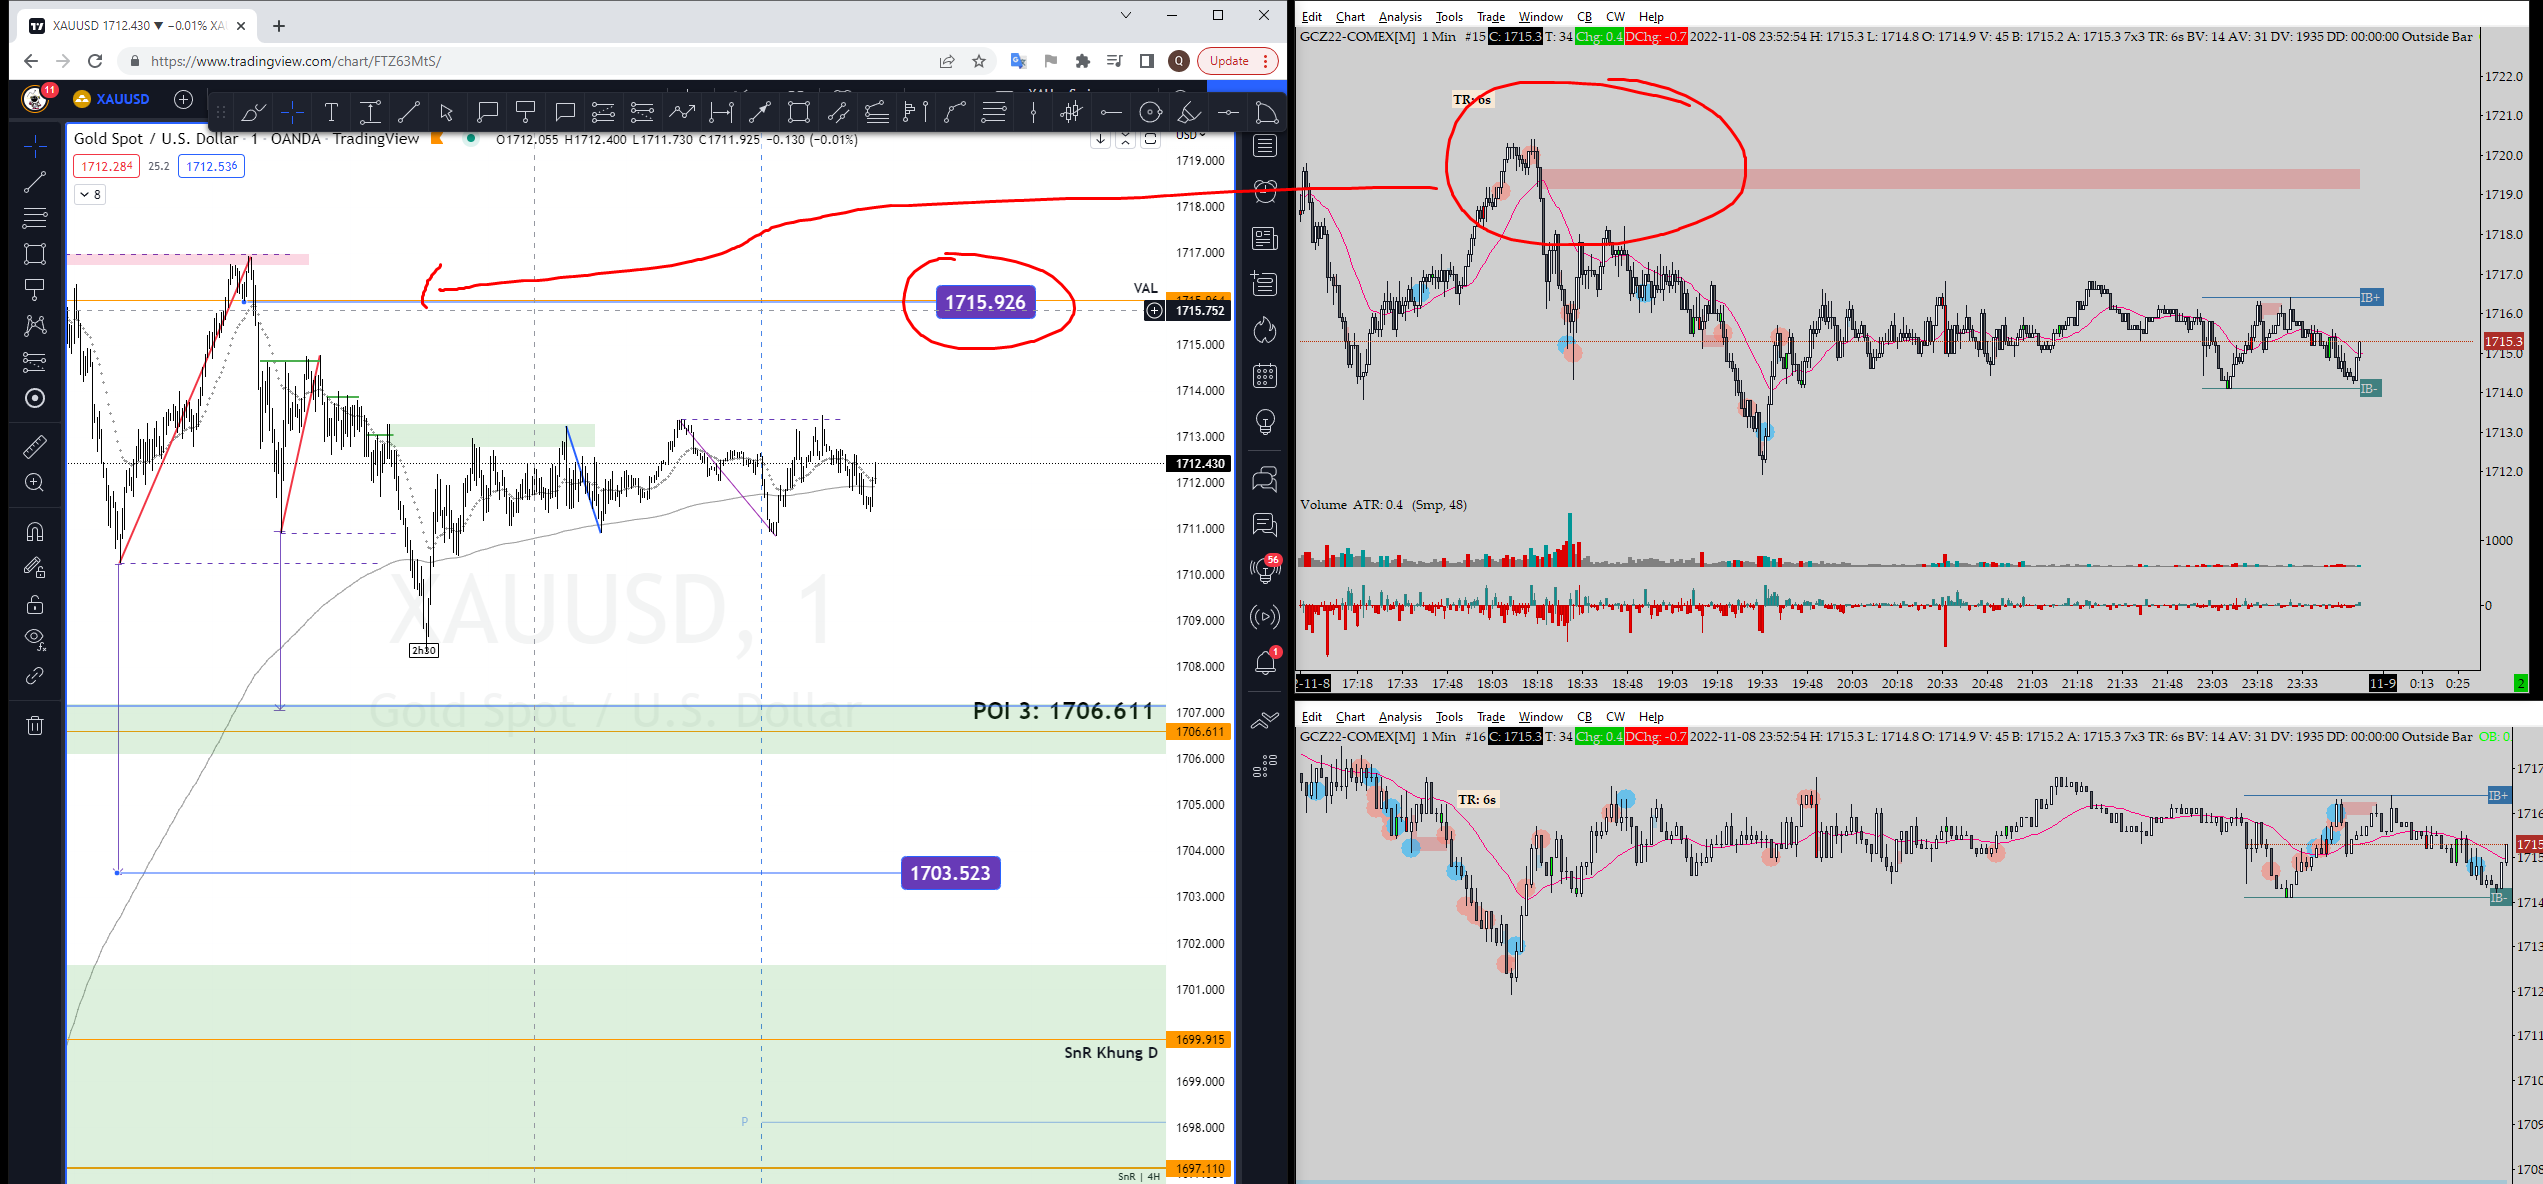 XAUUSD 1712.430 ▼ −0.01% XA
https://www.tradingview.com/chart/FTZ63MtS/
Q
Update
11
XAUUSD
Gold Spot / U.S. Dollar · 1 · OANDA · TradingView
O1712.055 H1712.400 L1711.730 C1711.925 −0.130 (−0.01%)
USD
1712.284 25.2 1712.536
8
1719.000
1718.000
1717.000
VAL
1715.926
1715.752
1715.000
1714.000
1713.000
1712.430
1712.000
1711.000
1710.000
1709.000
1708.000
1707.000
2h30
XAUUSD, 1
Gold Spot / U.S. Dollar
POI 3: 1706.611
1706.611
1706.000
1705.000
1704.000
1703.523
1703.000
1702.000
1701.000
1699.915
SnR Khung D
1699.000
P
1698.000
1697.110
SnR | 4H
56
1
Edit Chart Analysis Tools Trade Window CB CW Help
GCZ22-COMEX[M] 1 Min #15 C: 1715.3 T: 34 Chg: 0.4 DChg: -0.7 2022-11-08 23:52:54 H: 1715.3 L: 1714.8 O: 1714.9 V: 45 B: 1715.2 A: 1715.3 7x3 TR: 6s BV: 14 AV: 31 DV: 1935 DD: 00:00:00 Outside Bar
TR: 6s
1722.0
1721.0
1720.0
1719.0
1718.0
1717.0
IB+
1716.0
1715.3
1715.0
IB-
1714.0
1713.0
1712.0
Volume ATR: 0.4 (Smp, 48)
1000
0
2-11-8 17:18 17:33 17:48 18:03 18:18 18:33 18:48 19:03 19:18 19:33 19:48 20:03 20:18 20:33 20:48 21:03 21:18 21:33 21:48 22:03 23:03 23:18 23:33 11-9 0:13 0:25 2
Edit Chart Analysis Tools Trade Window CB CW Help
GCZ22-COMEX[M] 1 Min #16 C: 1715.3 T: 34 Chg: 0.4 DChg: -0.7 2022-11-08 23:52:54 H: 1715.3 L: 1714.8 O: 1714.9 V: 45 B: 1715.2 A: 1715.3 7x3 TR: 6s BV: 14 AV: 31 DV: 1935 DD: 00:00:00 Outside Bar OB: 0
TR: 6s
1717
IB+
1716
1715
1715
IB-
1714
1713
1712
1711
1710
1709
1708